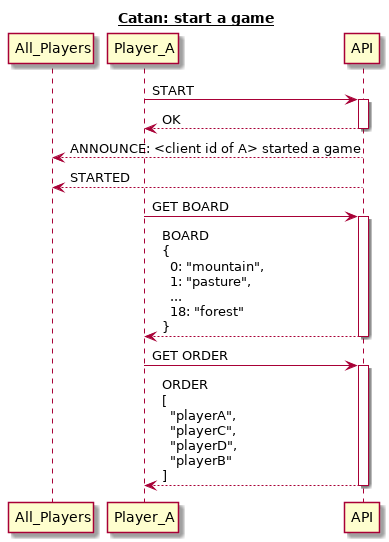 Catan: start a game
All_Players
Player_A
API
START
OK
ANNOUNCE: <client id of A> started a game
STARTED
GET BOARD
BOARD
{
0: "mountain",
1: "pasture",
...
18: "forest"
}
GET ORDER
ORDER
[
"playerA",
"playerC",
"playerD",
"playerB"
]
All_Players
Player_A
API